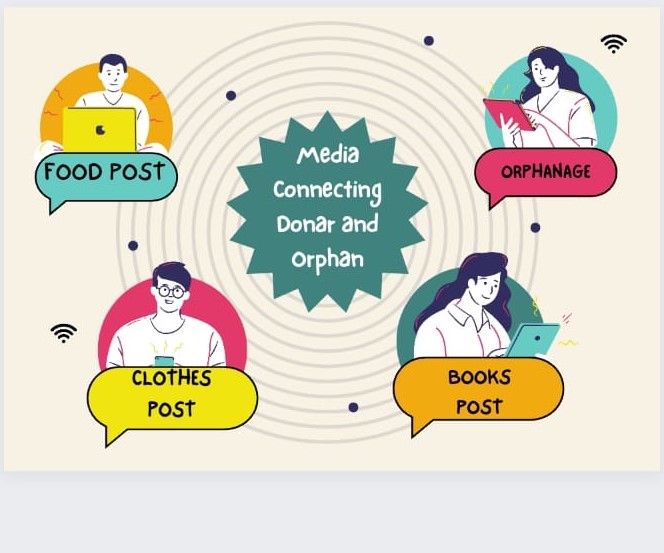 FOOD POST
ORPHANAGE
Media
Connecting
Donar and
Orphan
CLOTHES
POST
BOOKS
POST